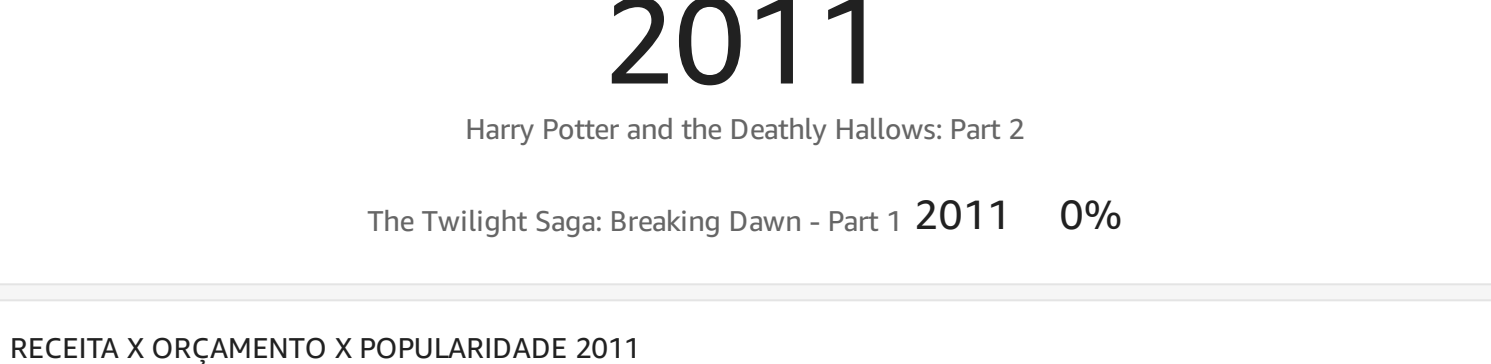 2011
Harry Potter and the Deathly Hallows: Part 2
The Twilight Saga: Breaking Dawn - Part 1 2011 0%
RECEITA X ORÇAMENTO X POPULARIDADE 2011